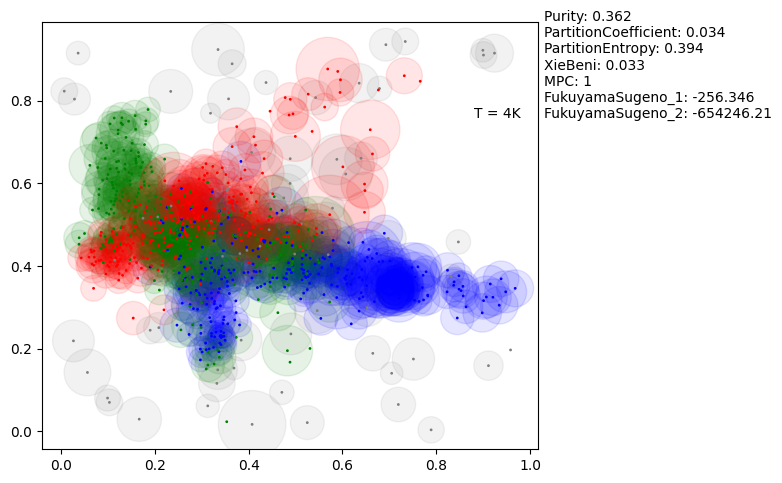 Purity: 0.362
PartitionCoefficient: 0.034
PartitionEntropy: 0.394
XieBeni: 0.033
MPC: 1
FukuyamaSugeno_1: -256.346
FukuyamaSugeno_2: -654246.21
T = 4K
0.8
0.6
0.4
0.2
0.0
0.0 0.2 0.4 0.6 0.8 1.0